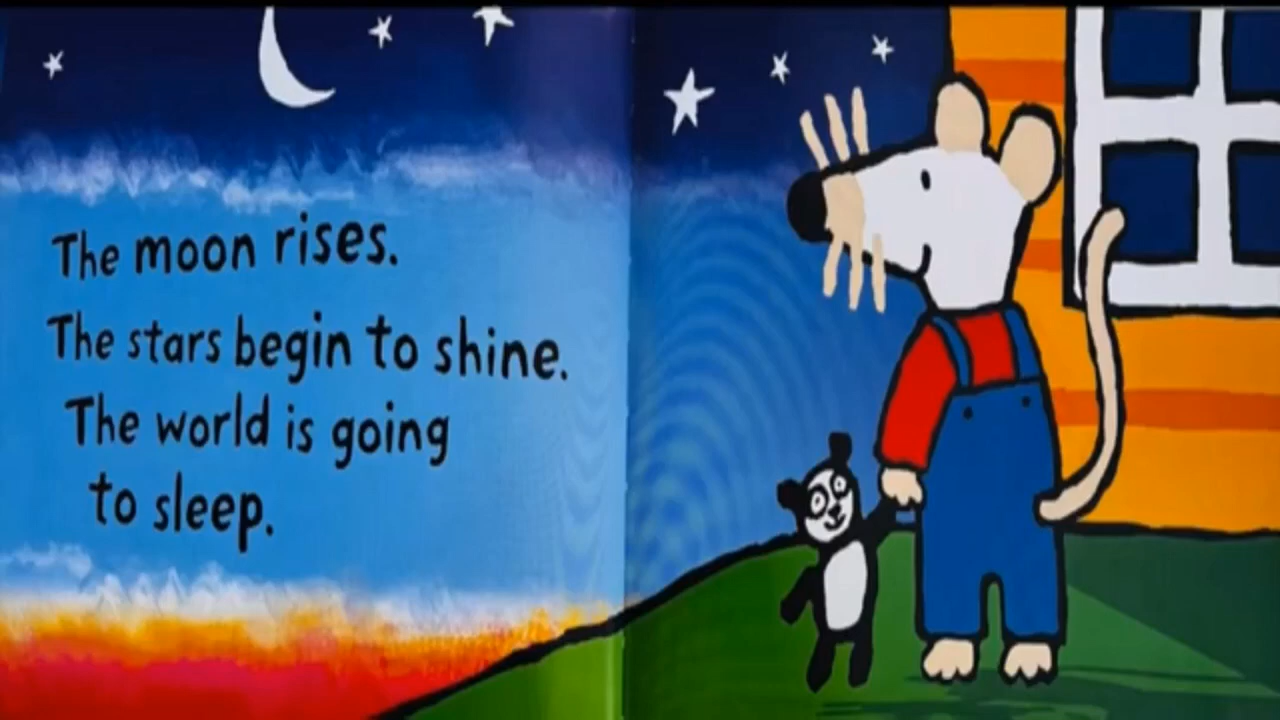 The moon rises.
The stars begin to shine.
The world is going
to sleep.